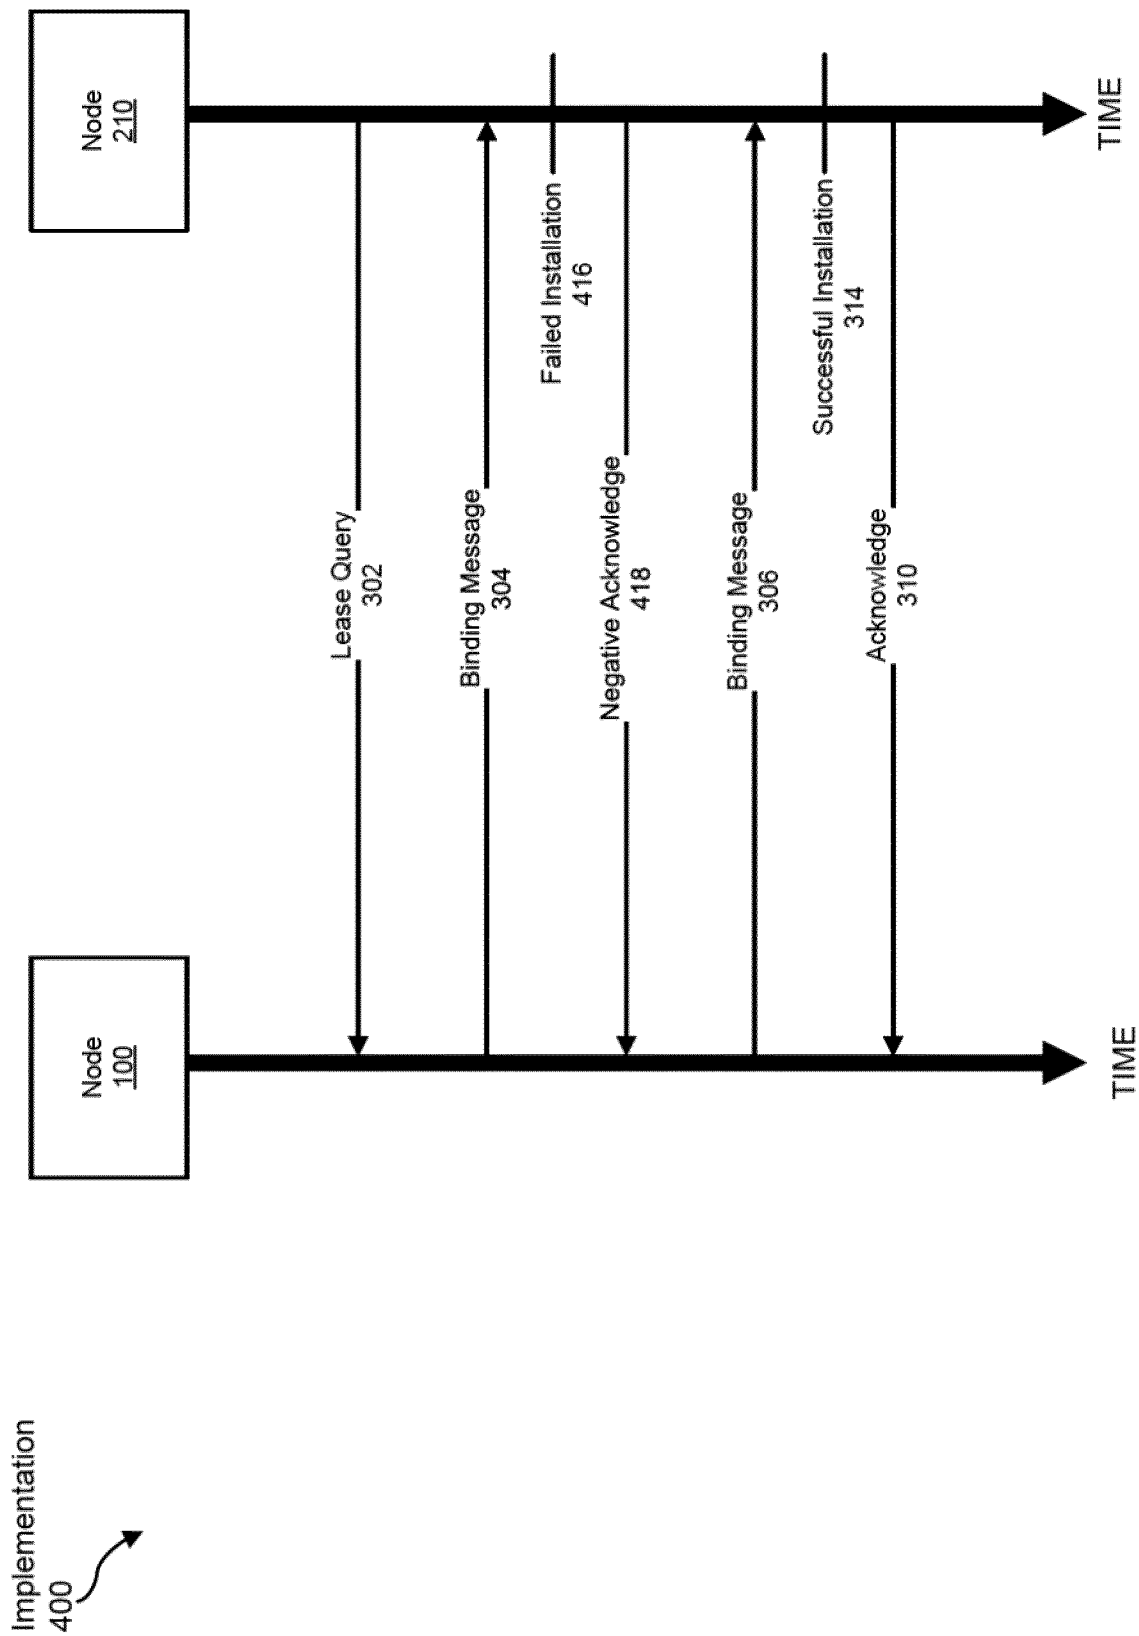 Implementation
400
Node
100
Node
210
Lease Query
302
Binding Message
304
Failed Installation
416
Negative Acknowledge
418
Binding Message
306
Successful Installation
314
Acknowledge
310
TIME
TIME